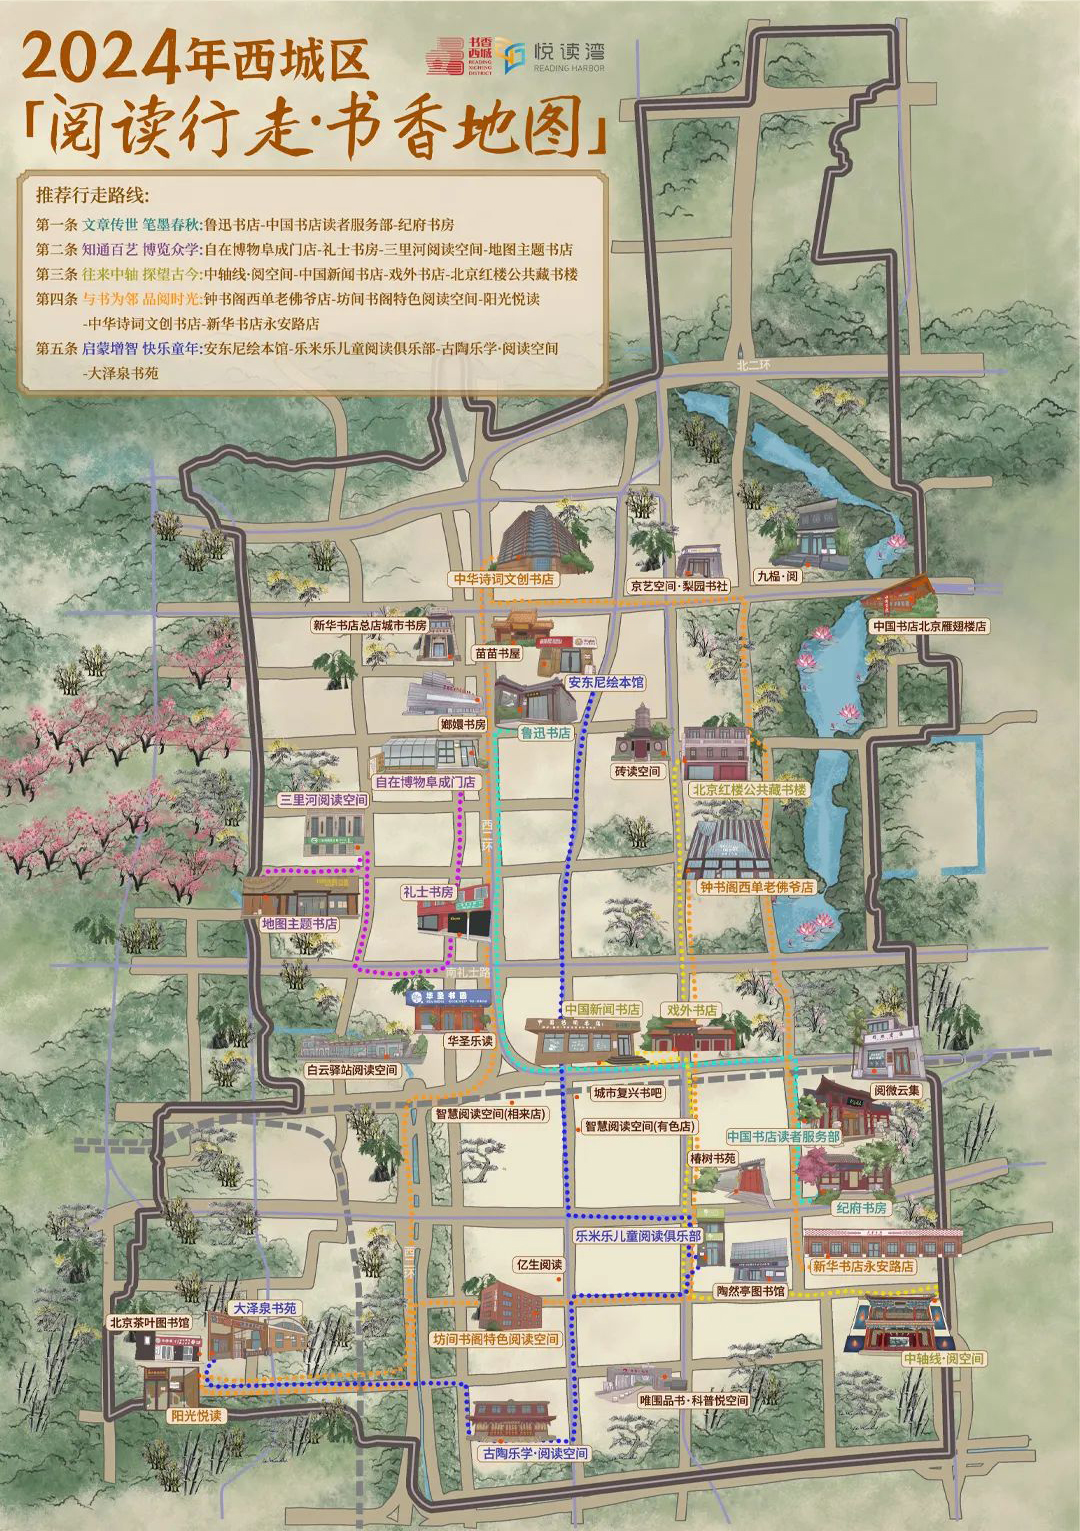 2024年西城区
「阅读行走·书香地图」
书香西城
READING XICHENG DISTRICT
悦读湾
READING HARBOR
推荐行走路线:
第一条 文章传世 笔墨春秋:鲁迅书店-中国书店读者服务部-纪府书房
第二条 知通百艺 博览众学:自在博物阜成门店-礼士书房-三里河阅读空间-地图主题书店
第三条 往来中轴 探望古今:中轴线·阅空间-中国新闻书店-戏外书店-北京红楼公共藏书楼
第四条 与书为邻 品阅时光:钟书阁西单老佛爷店-坊间书阁特色阅读空间-阳光悦读
-中华诗词文创书店-新华书店永安路店
第五条 启蒙增智 快乐童年:安东尼绘本馆-乐米乐儿童阅读俱乐部-古陶乐学·阅读空间
-大泽泉书苑
北二环
中华诗词文创书店
京艺空间·梨园书社
九楹·阅
新华书店总店城市书房
中国书店北京雁翅楼店
苗苗书屋
安东尼绘本馆
嫏嬛书房
鲁迅书店
砖读空间
自在博物阜成门店
北京红楼公共藏书楼
三里河阅读空间
西二环
钟书阁西单老佛爷店
礼士书房
地图主题书店
南礼士路
华圣书园
中国新闻书店
戏外书店
华圣乐读
白云驿站阅读空间
阅微云集
城市复兴书吧
智慧阅读空间(相来店)
智慧阅读空间(有色店)
中国书店读者服务部
椿树书苑
纪府书房
乐米乐儿童阅读俱乐部
西二环
亿生阅读
新华书店永安路店
陶然亭图书馆
大泽泉书苑
北京茶叶图书馆
坊间书阁特色阅读空间
中轴线·阅空间
唯围品书·科普悦空间
阳光悦读
古陶乐学·阅读空间